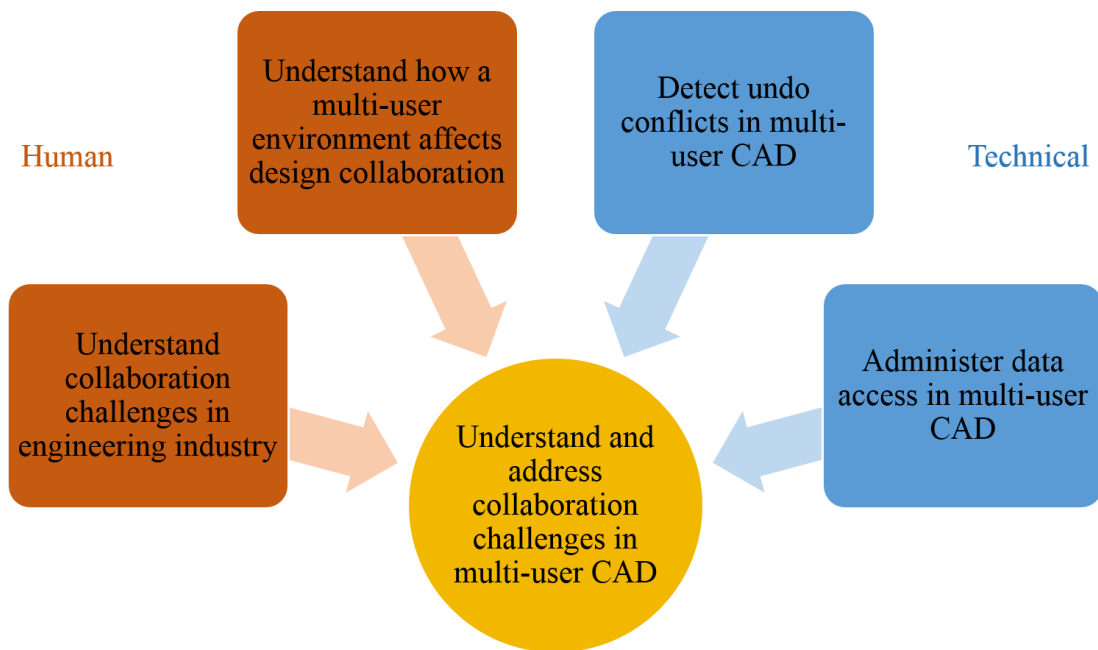 Human
Understand how a
multi-user
environment affects
design collaboration
Detect undo
conflicts in multi-
user CAD
Technical
Understand
collaboration
challenges in
engineering industry
Understand and
address
collaboration
challenges in
multi-user CAD
Administer data
access in multi-user
CAD